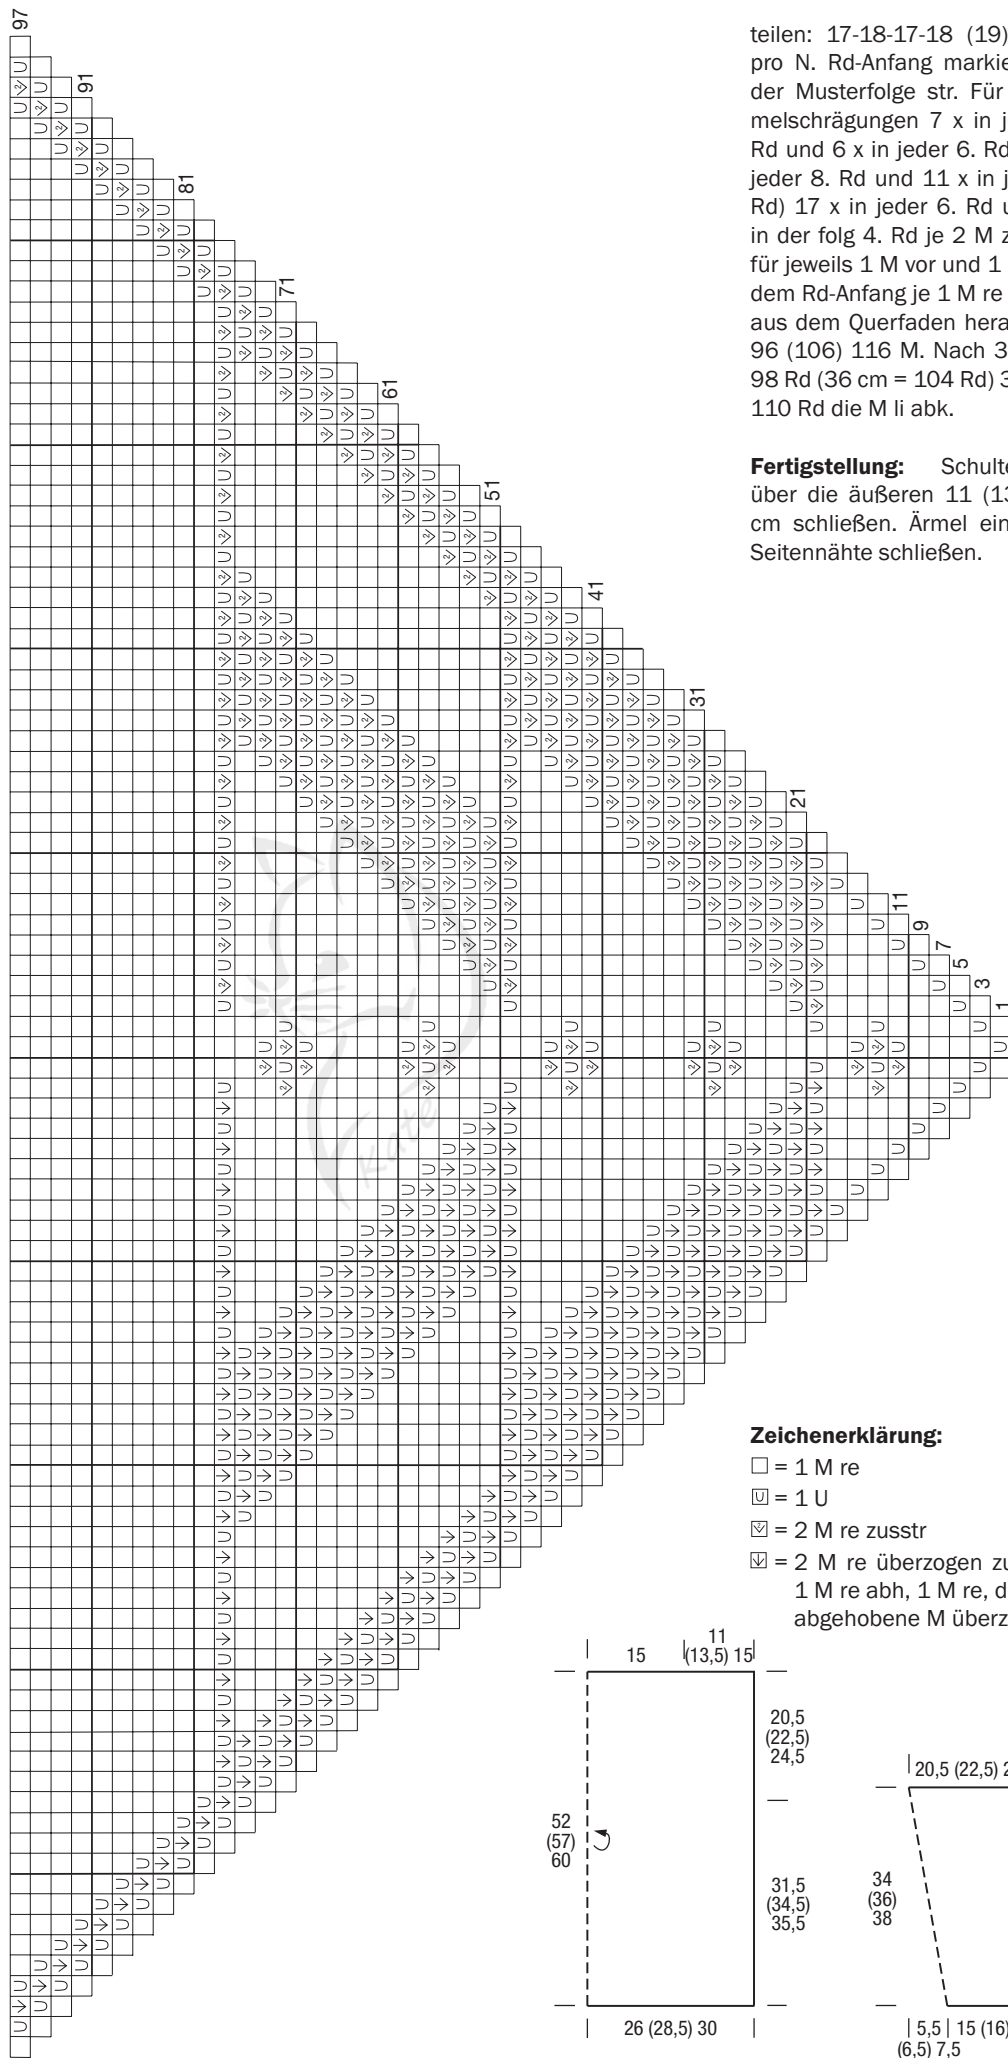 97
91
81
71
61
51
41
31
21
11
9
7
5
3
1
teilen: 17-18-17-18 (19)
pro N. Rd-Anfang markie
der Musterfolge str. Für
melschrägungen 7 x in j
Rd und 6 x in jeder 6. Rd
jeder 8. Rd und 11 x in j
Rd) 17 x in jeder 6. Rd u
in der folg 4. Rd je 2 M z
für jeweils 1 M vor und 1
dem Rd-Anfang je 1 M re
aus dem Querfaden hera
96 (106) 116 M. Nach 3
98 Rd (36 cm = 104 Rd) 3
110 Rd die M li abk.
Fertigstellung: Schulte
über die äußeren 11 (13
cm schließen. Ärmel ein
Seitennähte schließen.
Kate
Zeichenerklärung:
□ = 1 M re
U = 1 U
= 2 M re zusstr
= 2 M re überzogen zu
1 M re abh, 1 M re, d
abgehobene M überz
11
15 (13,5) 15
20,5
(22,5)
24,5
52
(57)
60
31,5
(34,5)
35,5
26 (28,5) 30
20,5 (22,5) 2
34
(36)
38
5,5 15 (16)
(6,5) 7,5